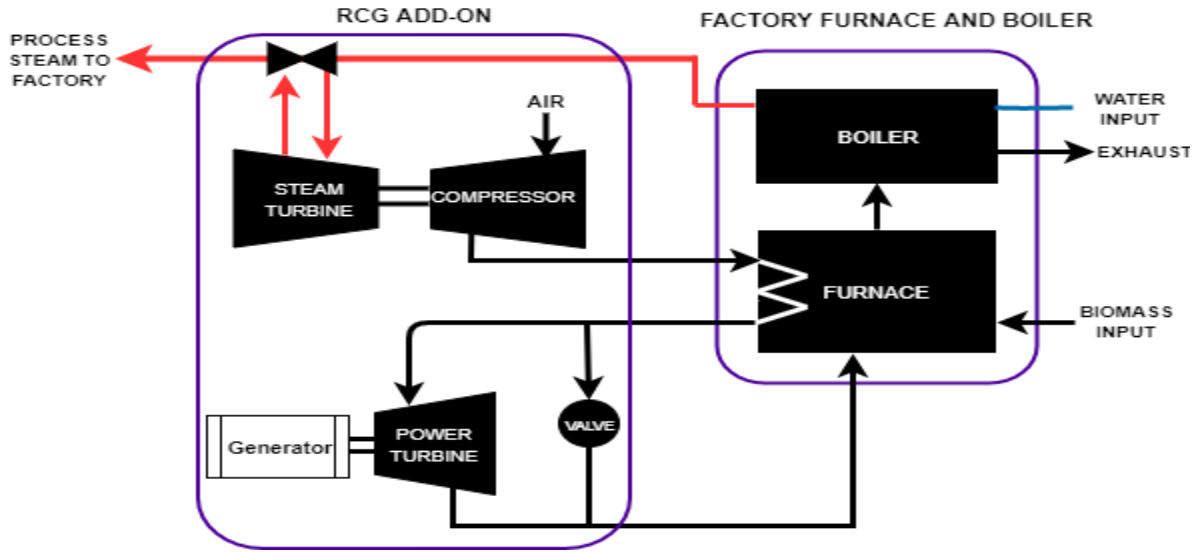 RCG ADD-ON
FACTORY FURNACE AND BOILER
PROCESS
STEAM TO
FACTORY
AIR
WATER
INPUT
BOILER
EXHAUST
STEAM
TURBINE
COMPRESSOR
FURNACE
BIOMASS
INPUT
VALVE
Generator
POWER
TURBINE